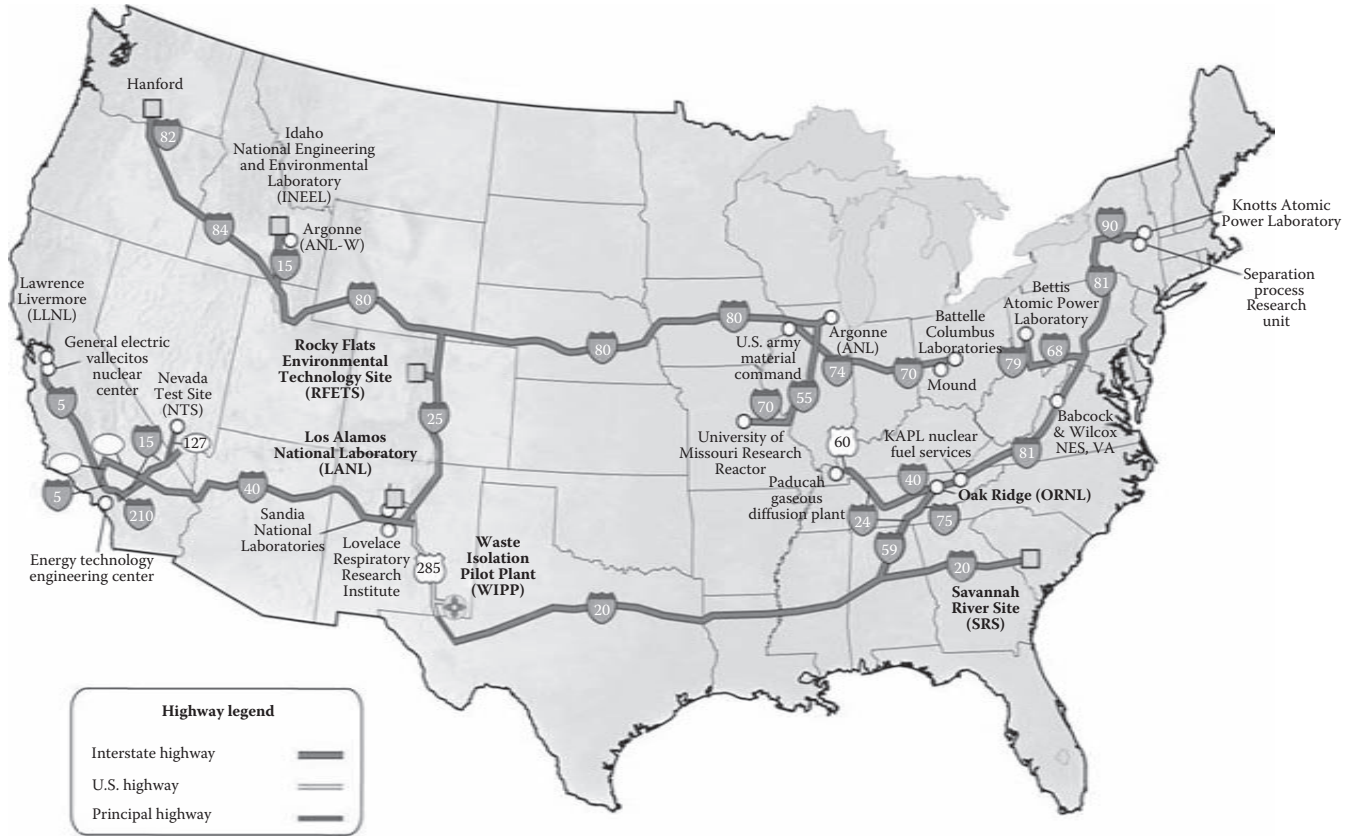 Hanford
82
Idaho
National Engineering
and Environmental
Laboratory
(INEEL)
Argonne
(ANL-W)
84
15
80
Lawrence
Livermore
(LLNL)
General electric
vallecitos
nuclear
center
Nevada
Test Site
(NTS)
5
15
127
5
210
40
Energy technology
engineering center
Rocky Flats
Environmental
Technology Site
(RFETS)
25
Los Alamos
National Laboratory
(LANL)
Sandia
National
Laboratories
Lovelace
Respiratory
Research
Institute
285
Waste
Isolation
Pilot Plant
(WIPP)
20
80
80
U.S. army
material
command
Argonne
(ANL)
74
70
55
70
University of
Missouri Research
Reactor
Battelle
Columbus
Laboratories
Mound
Bettis
Atomic Power
Laboratory
79
68
81
90
Knotts Atomic
Power Laboratory
Separation
process
Research
unit
Babcock
& Wilcox
NES, VA
81
60
KAPL nuclear
fuel services
40
Oak Ridge (ORNL)
Paducah
gaseous
diffusion plant
24
75
59
20
Savannah
River Site
(SRS)
Highway legend
Interstate highway
U.S. highway
Principal highway